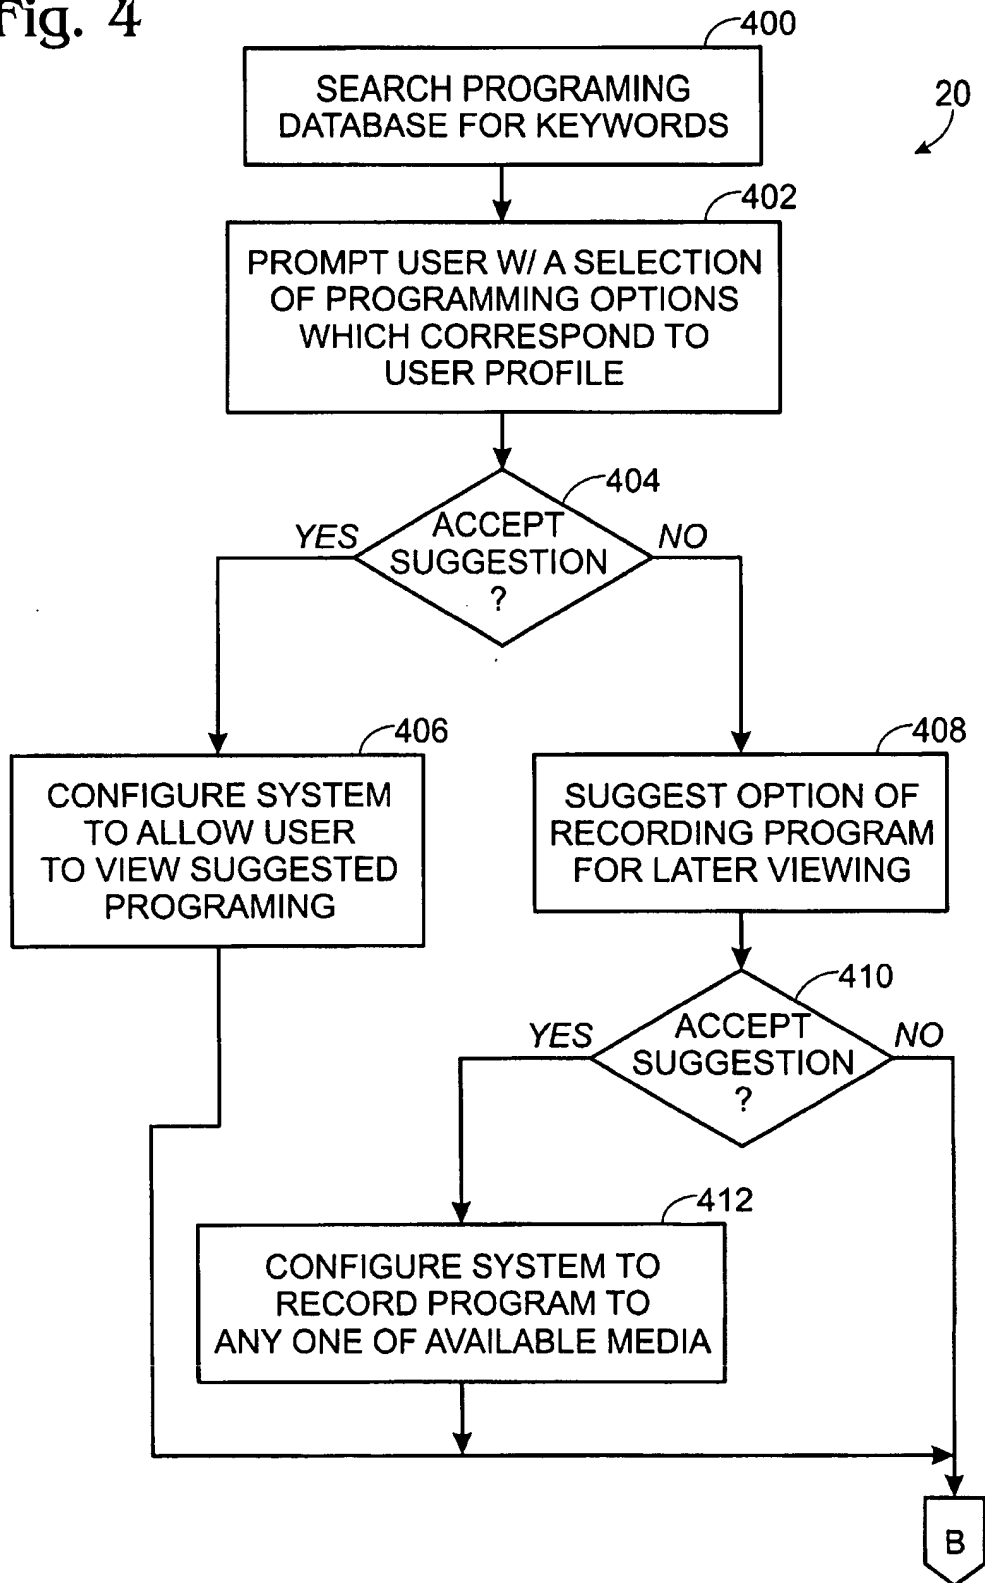 Fig. 4
400
SEARCH PROGRAMING
DATABASE FOR KEYWORDS
20
402
PROMPT USER W/ A SELECTION
OF PROGRAMMING OPTIONS
WHICH CORRESPOND TO
USER PROFILE
404
YES
ACCEPT
SUGGESTION
?
NO
406
CONFIGURE SYSTEM
TO ALLOW USER
TO VIEW SUGGESTED
PROGRAMING
408
SUGGEST OPTION OF
RECORDING PROGRAM
FOR LATER VIEWING
410
YES
ACCEPT
SUGGESTION
?
NO
412
CONFIGURE SYSTEM TO
RECORD PROGRAM TO
ANY ONE OF AVAILABLE MEDIA
B